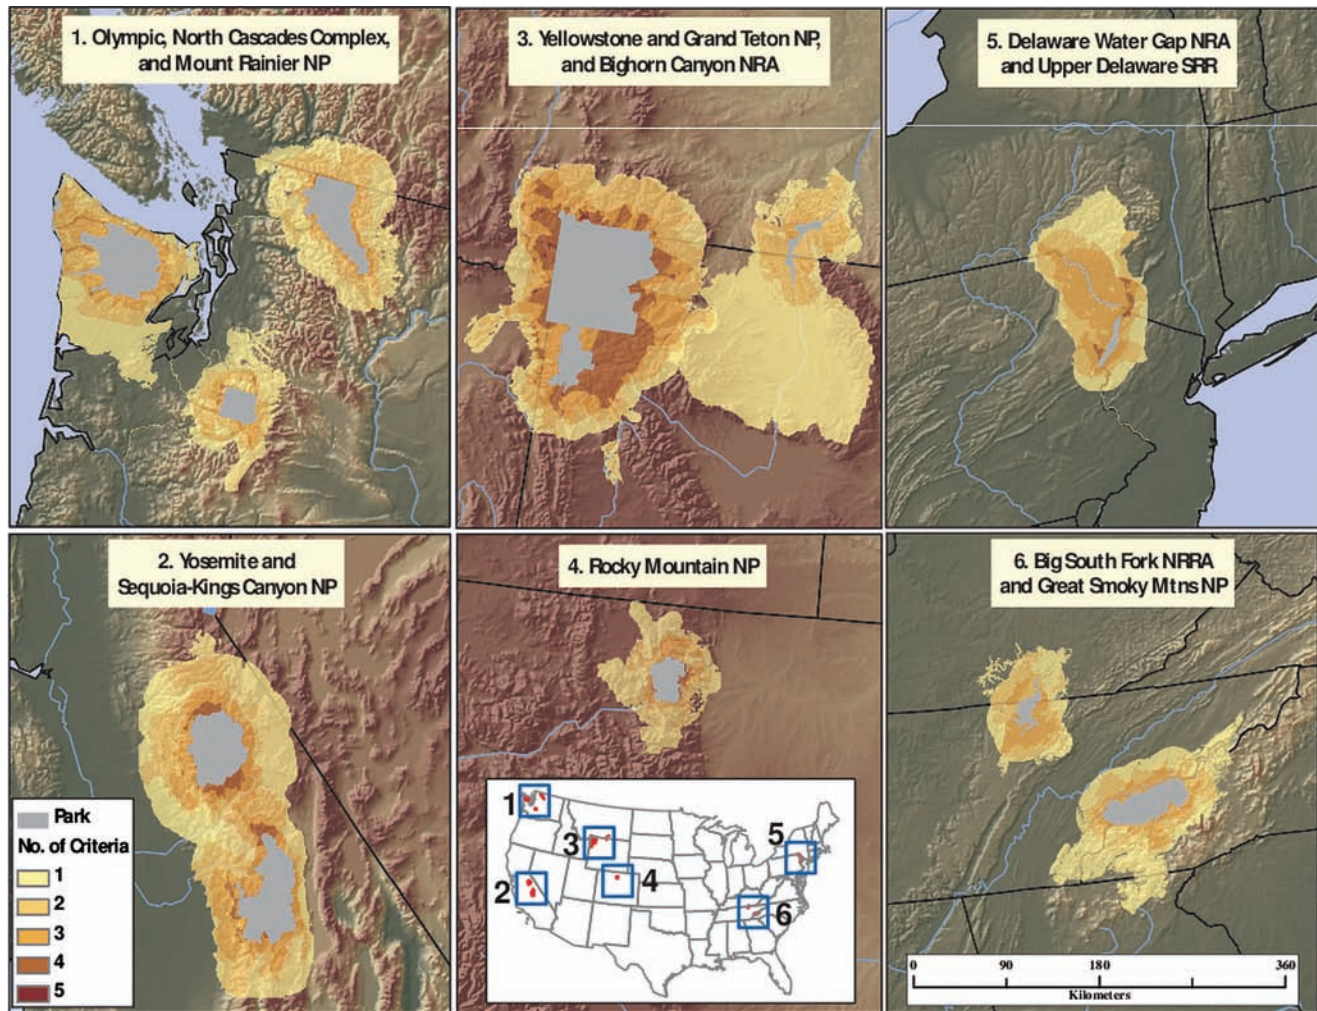 1. Olympic, North Cascades Complex,
and Mount Rainier NP
3. Yellowstone and Grand Teton NP,
and Bighorn Canyon NRA
5. Delaware Water Gap NRA
and Upper Delaware SRR
2. Yosemite and
Sequoia-Kings Canyon NP
4. Rocky Mountain NP
6. Big South Fork NRRA
and Great Smoky Mtns NP
Park
No. of Criteria
1
2
3
4
5
1
3
5
2
4
6
0 90 180 360
Kilometers